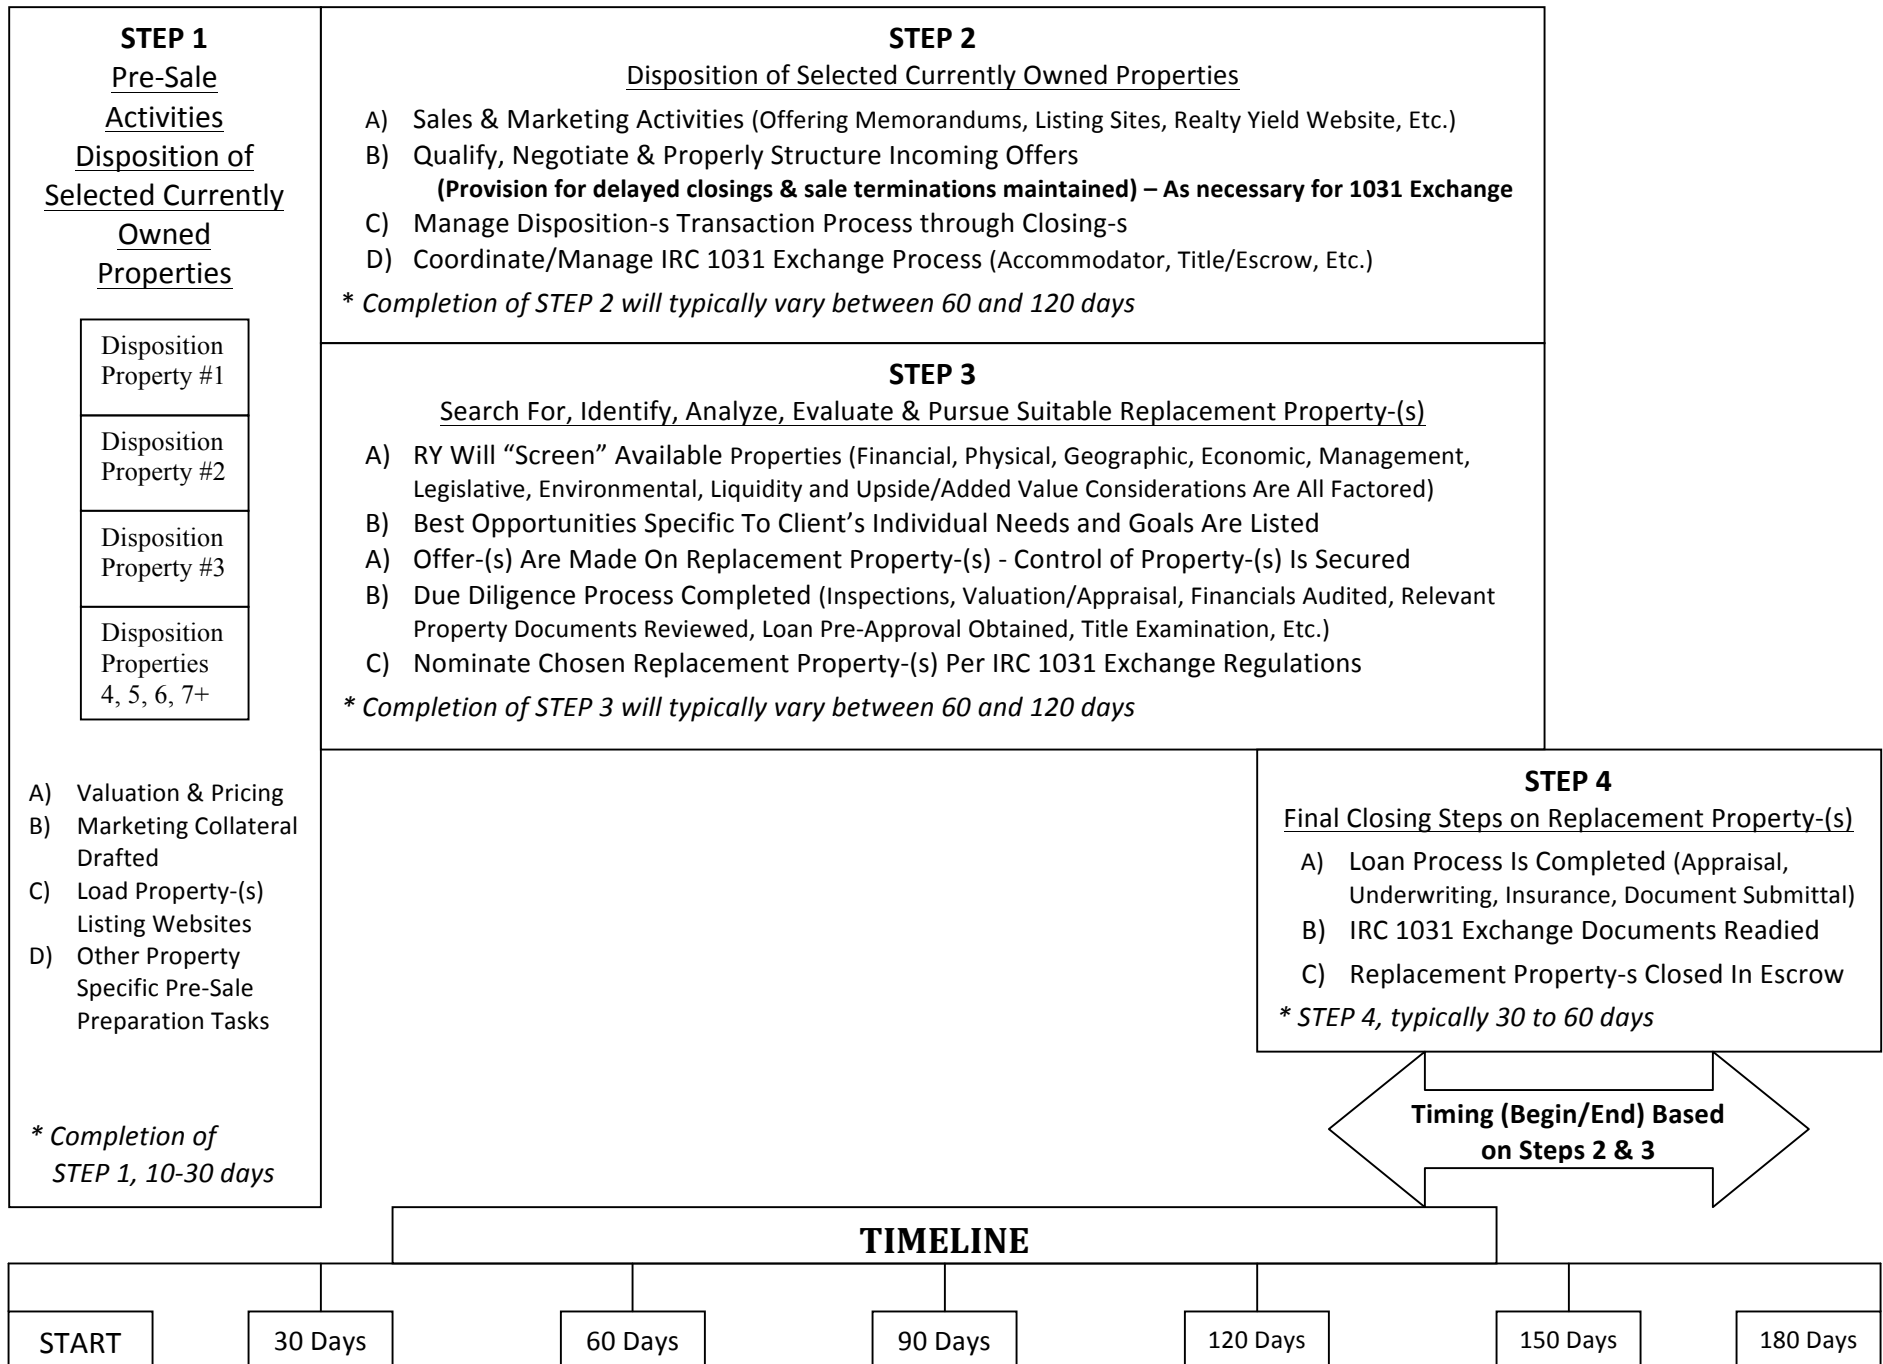 STEP 1
Pre-Sale
Activities
Disposition of
Selected Currently
Owned
Properties
Disposition
Property #1
Disposition
Property #2
Disposition
Property #3
Disposition
Properties
4, 5, 6, 7+
A) Valuation & Pricing
B) Marketing Collateral
Drafted
C) Load Property-(s)
Listing Websites
D) Other Property
Specific Pre-Sale
Preparation Tasks
* Completion of
STEP 1, 10-30 days
STEP 2
Disposition of Selected Currently Owned Properties
A) Sales & Marketing Activities (Offering Memorandums, Listing Sites, Realty Yield Website, Etc.)
B) Qualify, Negotiate & Properly Structure Incoming Offers
(Provision for delayed closings & sale terminations maintained) – As necessary for 1031 Exchange
C) Manage Disposition-s Transaction Process through Closing-s
D) Coordinate/Manage IRC 1031 Exchange Process (Accommodator, Title/Escrow, Etc.)
* Completion of STEP 2 will typically vary between 60 and 120 days
STEP 3
Search For, Identify, Analyze, Evaluate & Pursue Suitable Replacement Property-(s)
A) RY Will “Screen” Available Properties (Financial, Physical, Geographic, Economic, Management,
Legislative, Environmental, Liquidity and Upside/Added Value Considerations Are All Factored)
B) Best Opportunities Specific To Client’s Individual Needs and Goals Are Listed
A) Offer-(s) Are Made On Replacement Property-(s) - Control of Property-(s) Is Secured
B) Due Diligence Process Completed (Inspections, Valuation/Appraisal, Financials Audited, Relevant
Property Documents Reviewed, Loan Pre-Approval Obtained, Title Examination, Etc.)
C) Nominate Chosen Replacement Property-(s) Per IRC 1031 Exchange Regulations
* Completion of STEP 3 will typically vary between 60 and 120 days
STEP 4
Final Closing Steps on Replacement Property-(s)
A) Loan Process Is Completed (Appraisal,
Underwriting, Insurance, Document Submittal)
B) IRC 1031 Exchange Documents Readied
C) Replacement Property-s Closed In Escrow
* STEP 4, typically 30 to 60 days
Timing (Begin/End) Based
on Steps 2 & 3
TIMELINE
START
30 Days
60 Days
90 Days
120 Days
150 Days
180 Days